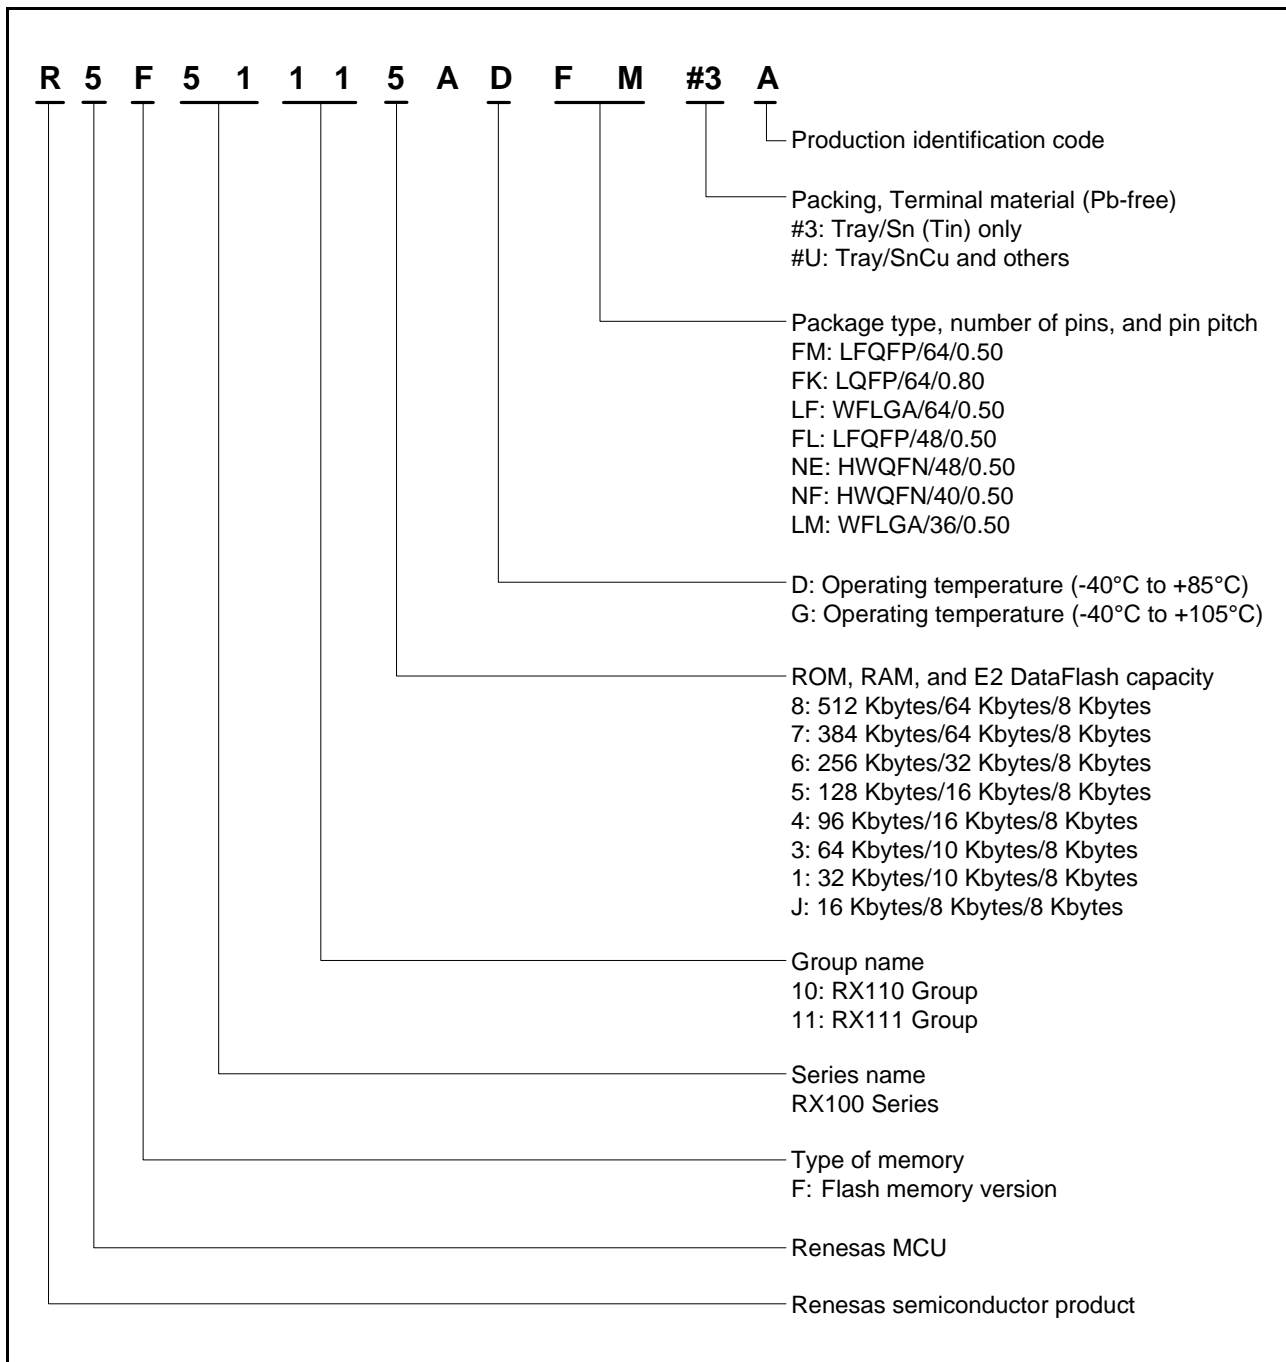 R 5 F 5 1 1 1 5 A D F M #3 A
Production identification code
Packing, Terminal material (Pb-free)
#3: Tray/Sn (Tin) only
#U: Tray/SnCu and others
Package type, number of pins, and pin pitch
FM: LFQFP/64/0.50
FK: LQFP/64/0.80
LF: WFLGA/64/0.50
FL: LFQFP/48/0.50
NE: HWQFN/48/0.50
NF: HWQFN/40/0.50
LM: WFLGA/36/0.50
D: Operating temperature (-40°C to +85°C)
G: Operating temperature (-40°C to +105°C)
ROM, RAM, and E2 DataFlash capacity
8: 512 Kbytes/64 Kbytes/8 Kbytes
7: 384 Kbytes/64 Kbytes/8 Kbytes
6: 256 Kbytes/32 Kbytes/8 Kbytes
5: 128 Kbytes/16 Kbytes/8 Kbytes
4: 96 Kbytes/16 Kbytes/8 Kbytes
3: 64 Kbytes/10 Kbytes/8 Kbytes
1: 32 Kbytes/10 Kbytes/8 Kbytes
J: 16 Kbytes/8 Kbytes/8 Kbytes
Group name
10: RX110 Group
11: RX111 Group
Series name
RX100 Series
Type of memory
F: Flash memory version
Renesas MCU
Renesas semiconductor product